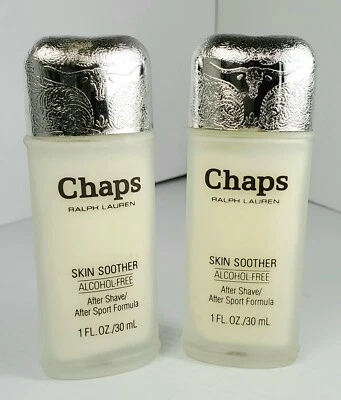 Chaps
RALPH LAUREN
SKIN SOOTHER
ALCOHOL-FREE
After Shave/
After Sport Formula
1 FL. OZ./30 mL
Chaps
RALPH LAUREN
SKIN SOOTHER
ALCOHOL-FREE
After Shave/
After Sport Formula
1 FL. OZ./30 mL